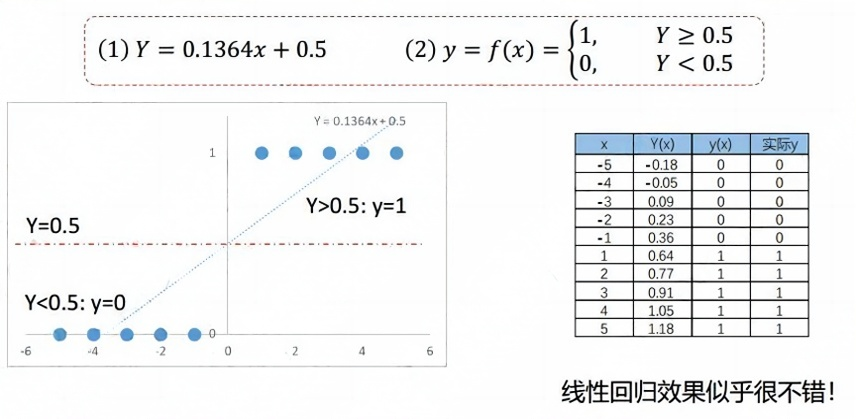 (1) Y = 0.1364x + 0.5 (2) y = f(x) = {1, Y ≥ 0.5
0, Y < 0.5
Y = 0.1364x + 0.5
1
Y>0.5: y=1
Y=0.5
Y<0.5: y=0
0
-6 -4 -2 0 2 4 6
x Y(x) y(x) 实际y
-5 -0.18 0 0
-4 -0.05 0 0
-3 0.09 0 0
-2 0.23 0 0
-1 0.36 0 0
1 0.64 1 1
2 0.77 1 1
3 0.91 1 1
4 1.05 1 1
5 1.18 1 1
线性回归效果似乎很不错!